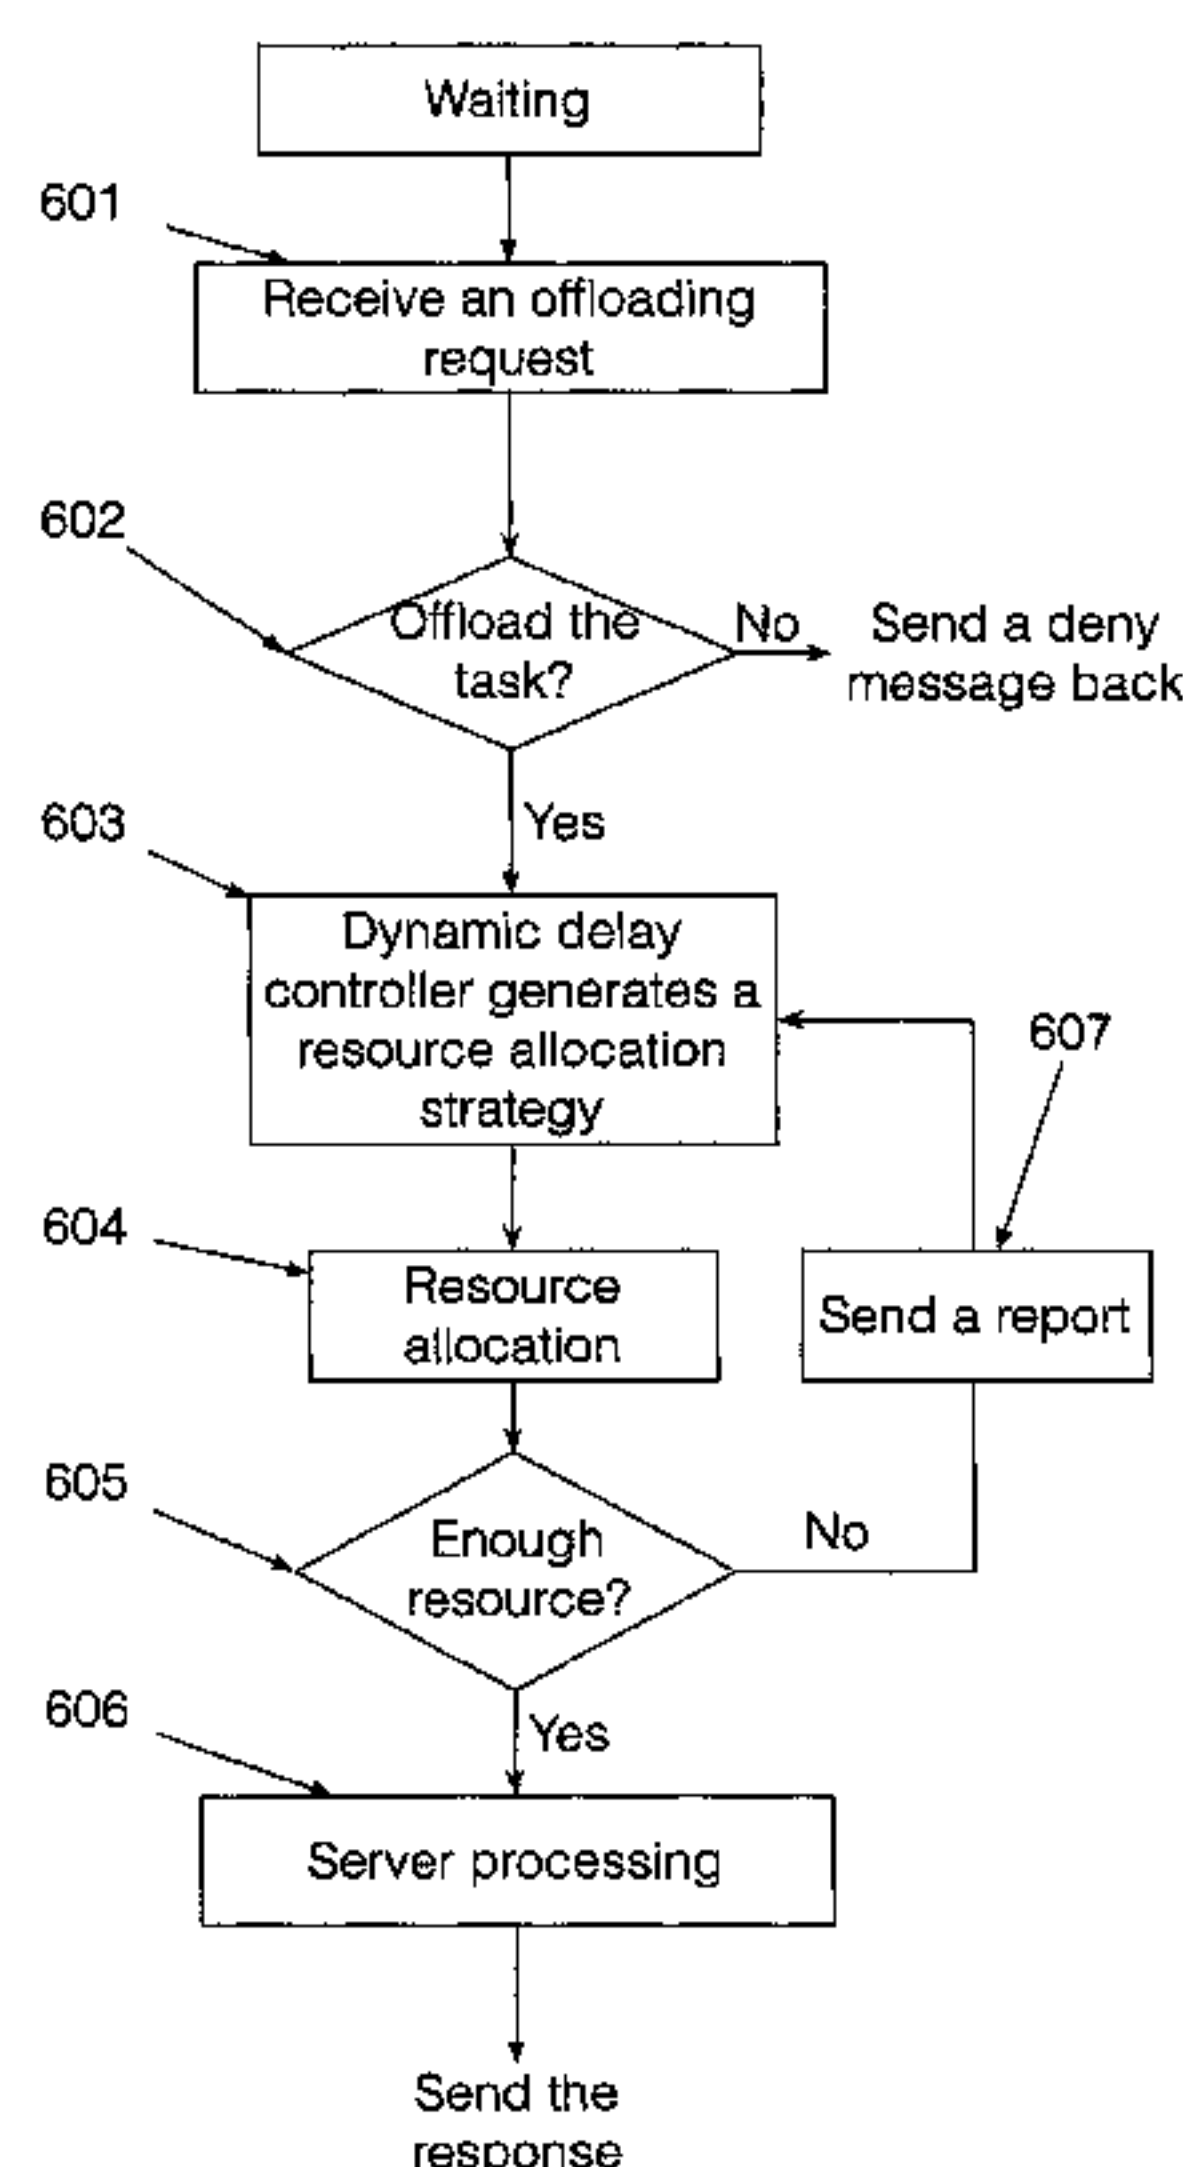 Waiting
601
Receive an offloading
request
602
Offload the
task?
No
Send a deny
message back
Yes
603
Dynamic delay
controller generates a
resource allocation
strategy
607
604
Resource
allocation
Send a report
605
Enough
resource?
No
606
Yes
Server processing
Send the
response